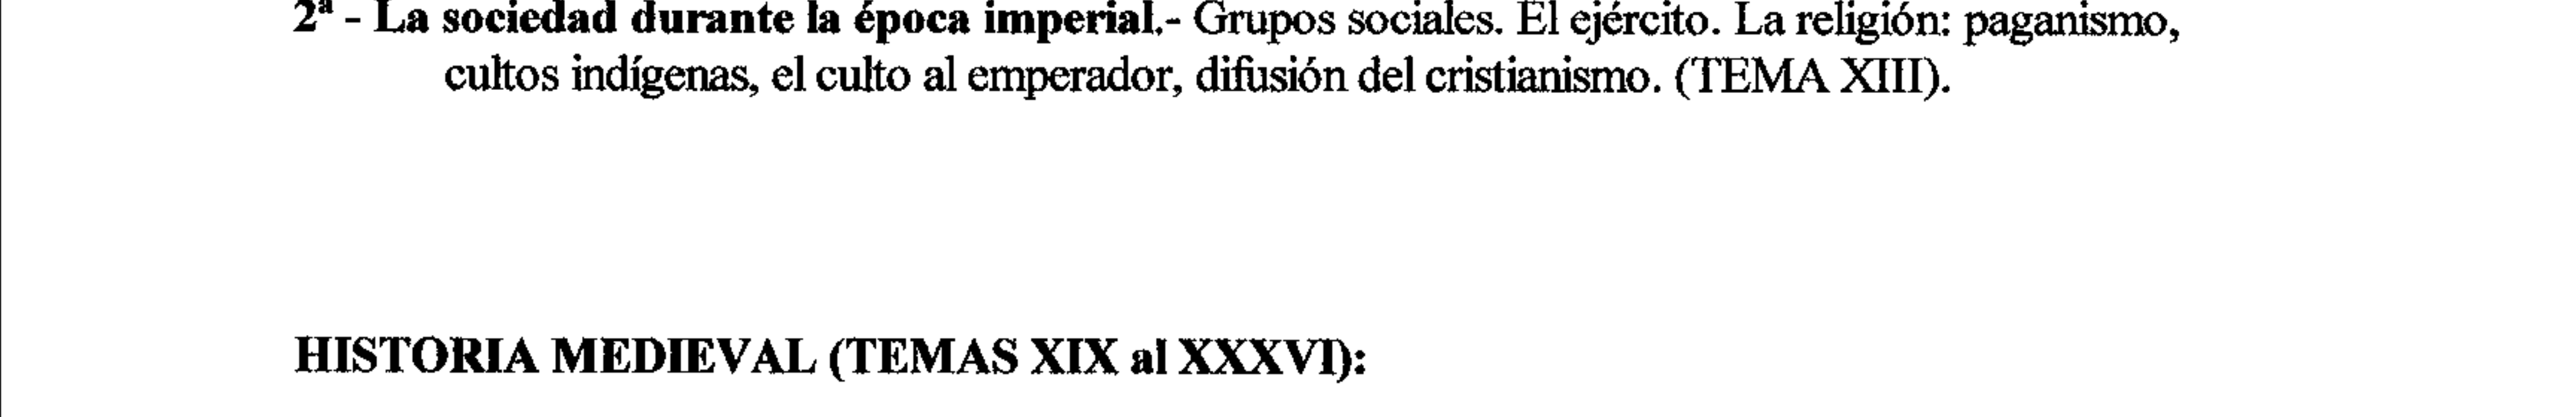 2ª - La sociedad durante la época imperial.- Grupos sociales. El ejército. La religión: paganismo,
cultos indígenas, el culto al emperador, difusión del cristianismo. (TEMA XIII).
HISTORIA MEDIEVAL (TEMAS XIX al XXXVI):